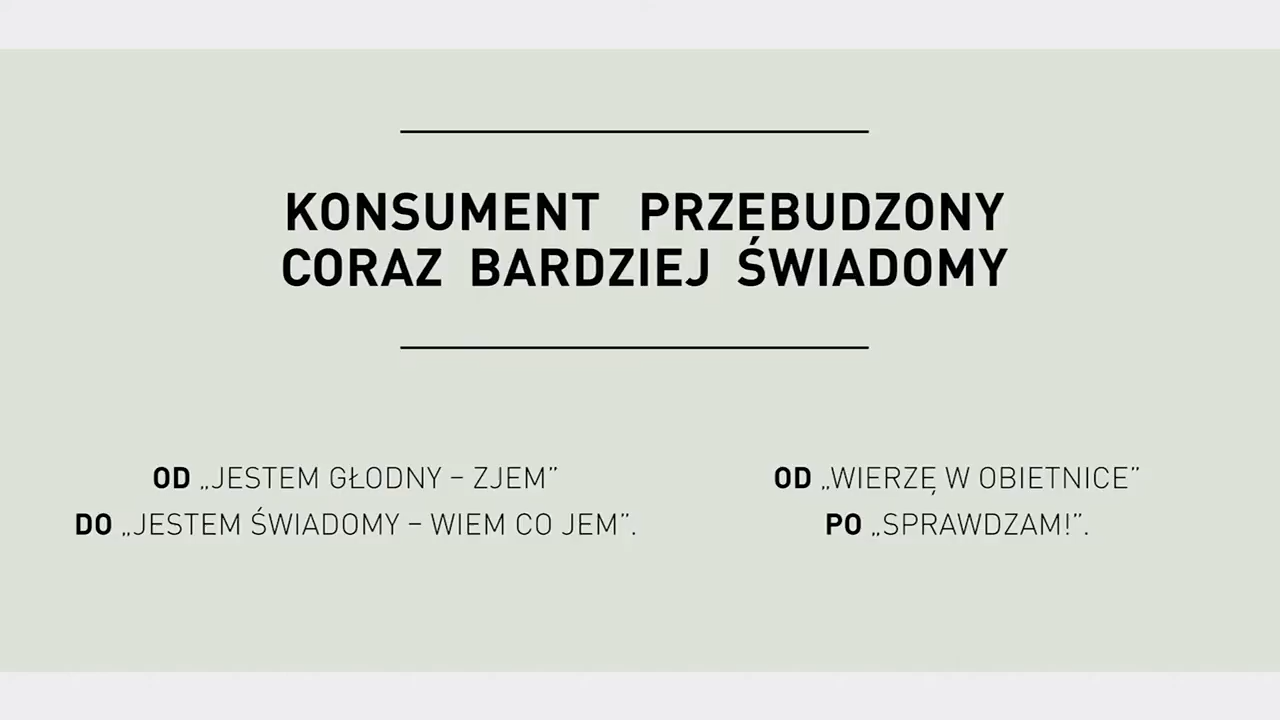 KONSUMENT PRZEBUDZONY
CORAZ BARDZIEJ ŚWIADOMY
OD „JESTEM GŁODNY – ZJEM”
DO „JESTEM ŚWIADOMY – WIEM CO JEM”.
OD „WIERZĘ W OBIETNICE”
PO „SPRAWDZAM!”.